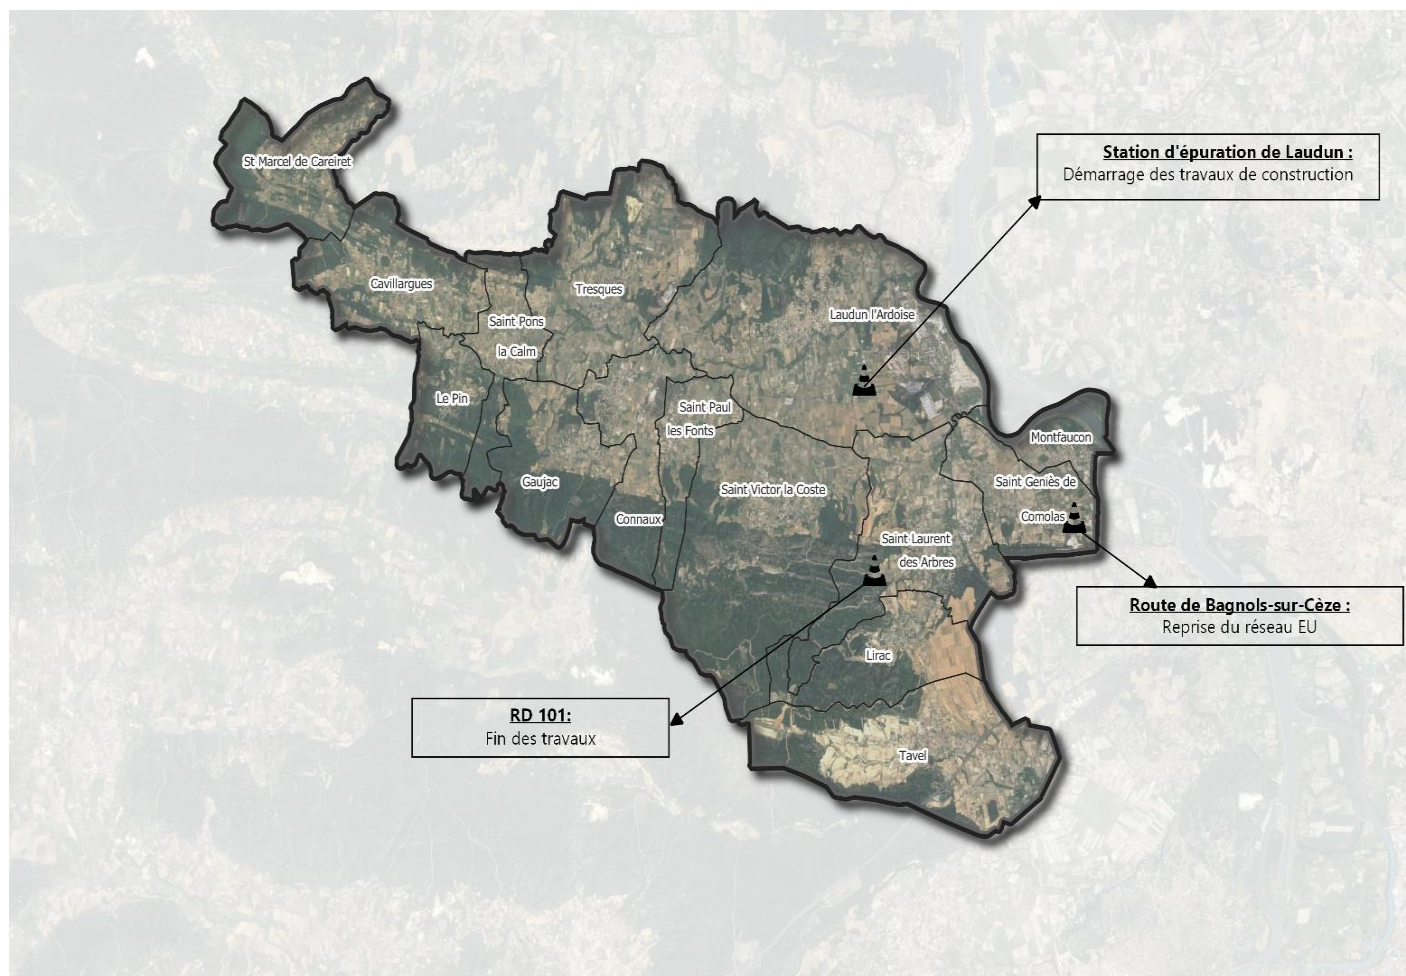 St Marcel de Careiret
Station d'épuration de Laudun :
Démarrage des travaux de construction
Cavillargues
Tresques
Saint Pons
la Calm
Laudun l'Ardoise
Le Pin
Saint Paul
les Fonts
Montfaucon
Gaujac
Saint Victor la Coste
Saint Geniès de
Comolas
Connaux
Saint Laurent
des Arbres
Route de Bagnols-sur-Cèze :
Reprise du réseau EU
Lirac
RD 101:
Fin des travaux
Tavel